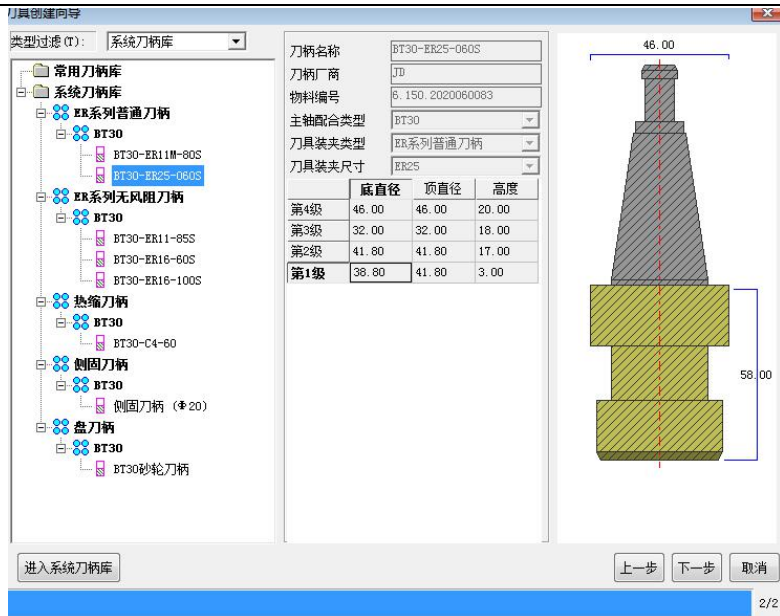 刀具创建向导
类型过滤(T): 系统刀柄库
常用刀柄库
系统刀柄库
ER系列普通刀柄
BT30
BT30-ER11M-80S
BT30-ER25-060S
ER系列无风阻刀柄
BT30
BT30-ER11-85S
BT30-ER16-60S
BT30-ER16-100S
热缩刀柄
BT30
BT30-C4-60
侧固刀柄
BT30
侧固刀柄 (Φ20)
盘刀柄
BT30
BT30砂轮刀柄
刀柄名称 BT30-ER25-060S
刀柄厂商 JD
物料编号 6.150.2020060083
主轴配合类型 BT30
刀具装夹类型 ER系列普通刀柄
刀具装夹尺寸 ER25
底直径 顶直径 高度
第4级 46.00 46.00 20.00
第3级 32.00 32.00 18.00
第2级 41.80 41.80 17.00
第1级 38.80 41.80 3.00
46.00
58.00
进入系统刀柄库 上一步 下一步 取消
2/2